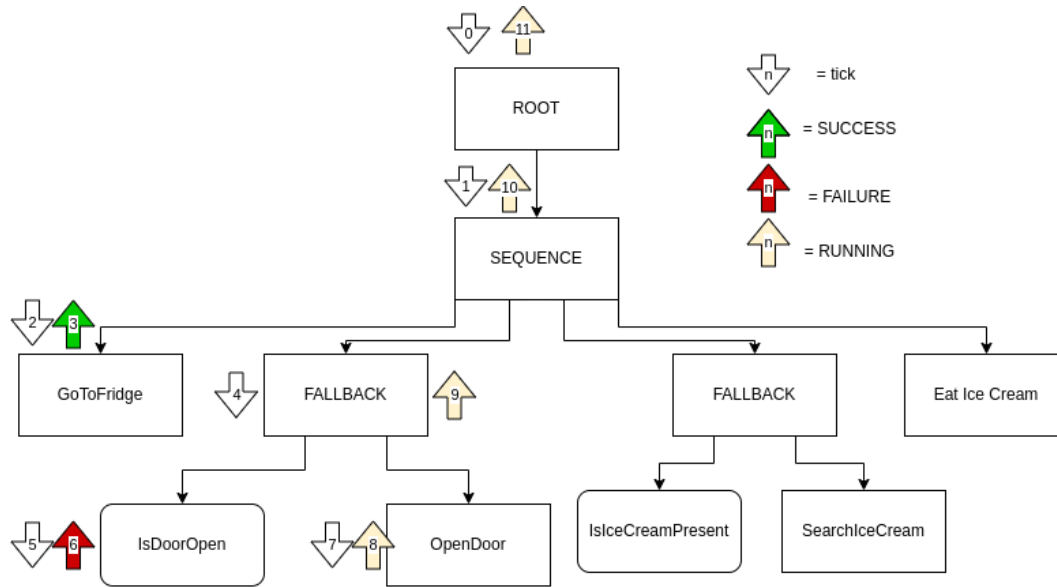 0
11
ROOT
n
= tick
n
= SUCCESS
n
= FAILURE
n
= RUNNING
1
10
SEQUENCE
2
3
GoToFridge
4
FALLBACK
9
FALLBACK
Eat Ice Cream
5
6
IsDoorOpen
7
8
OpenDoor
IsIceCreamPresent
SearchIceCream